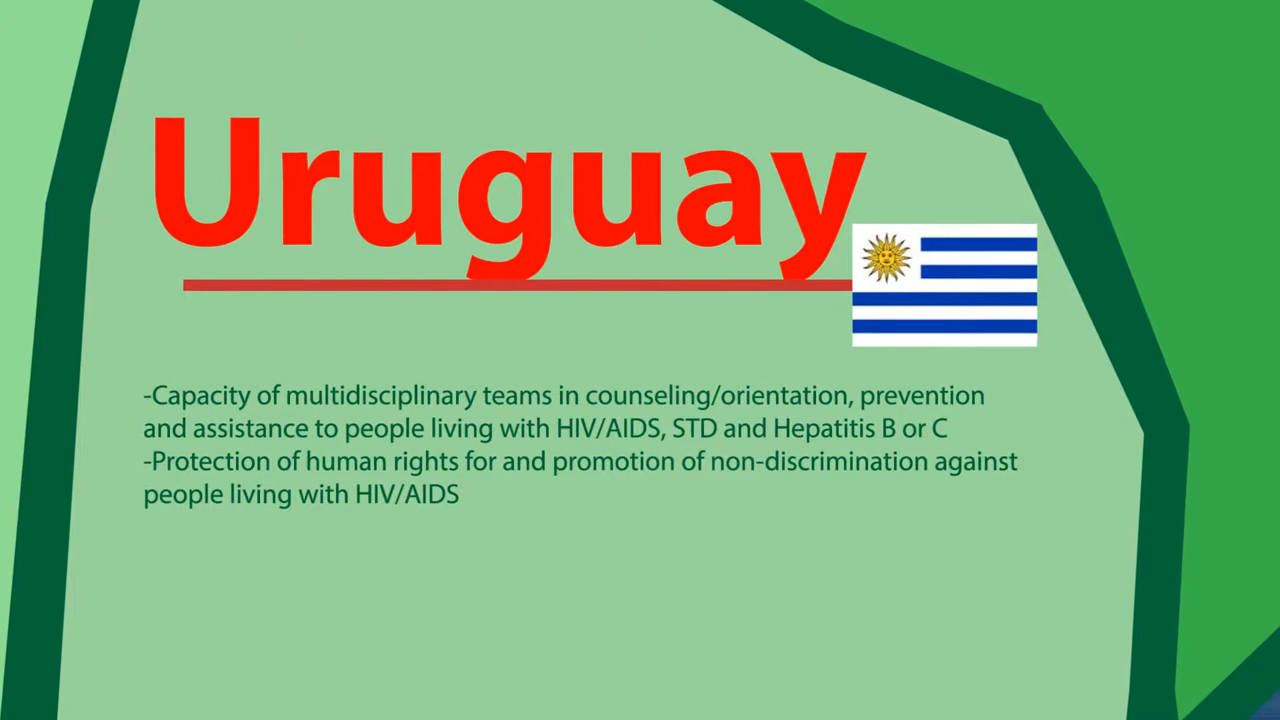 Uruguay
-Capacity of multidisciplinary teams in counseling/orientation, prevention
and assistance to people living with HIV/AIDS, STD and Hepatitis B or C
-Protection of human rights for and promotion of non-discrimination against
people living with HIV/AIDS